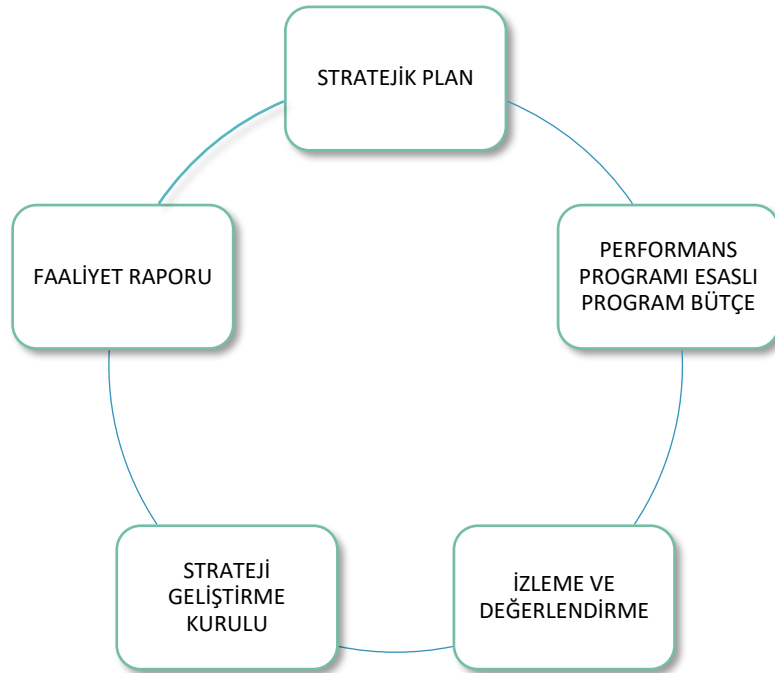 STRATEJİK PLAN
PERFORMANS
PROGRAMI ESASLI
PROGRAM BÜTÇE
İZLEME VE
DEĞERLENDİRME
STRATEJİ
GELİŞTİRME
KURULU
FAALİYET RAPORU